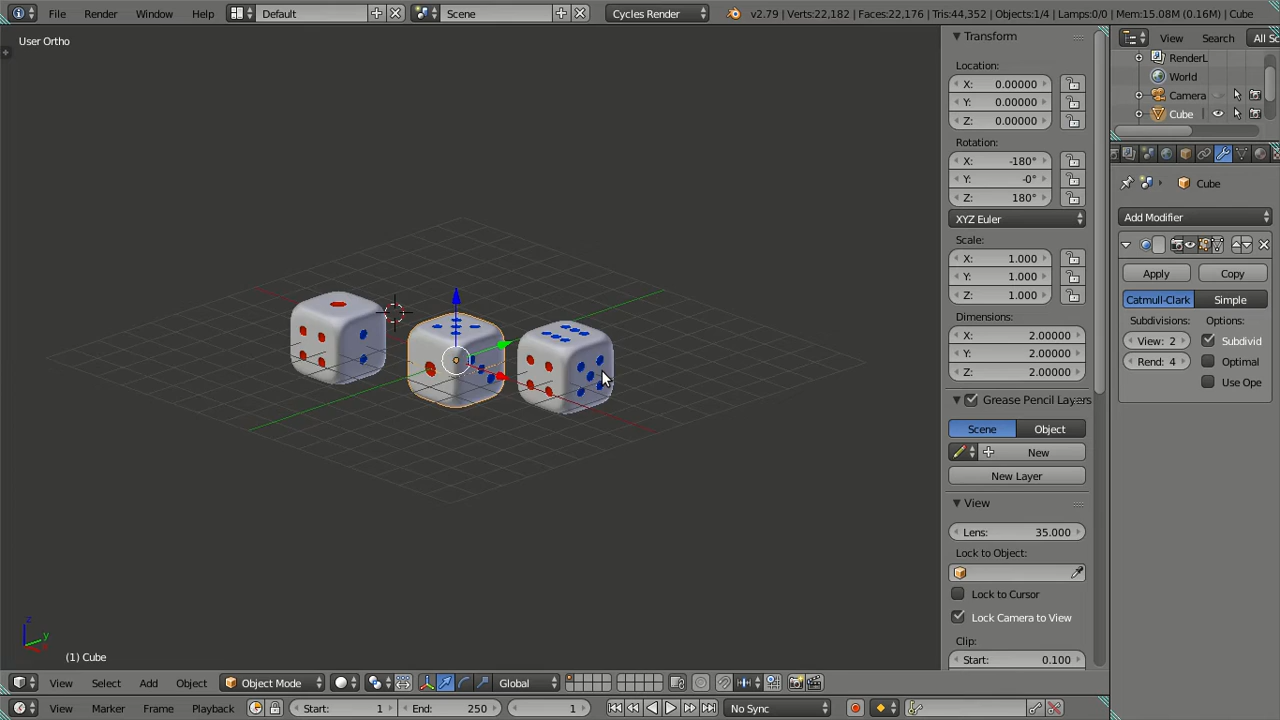 File Render Window Help Default Scene Cycles Render v2.79 | Verts:22,182 | Faces:22,176 | Tris:44,352 | Objects:1/4 | Lamps:0/0 | Mem:15.08M (0.16M) | Cube
User Ortho
Transform
Location:
X: 0.00000
Y: 0.00000
Z: 0.00000
Rotation:
X: -180°
Y: -0°
Z: 180°
XYZ Euler
Scale:
X: 1.000
Y: 1.000
Z: 1.000
Dimensions:
X: 2.00000
Y: 2.00000
Z: 2.00000
Grease Pencil Layers
Scene Object
New
New Layer
View
Lens: 35.000
Lock to Object:
Lock to Cursor
Lock Camera to View
Clip:
Start: 0.100
View Search All Sc
RenderL
World
Camera
Cube
Cube
Add Modifier
Apply Copy
Catmull-Clark Simple
Subdivisions: Options:
View: 2 Subdivid
Rend: 4 Optimal
Use Ope
z
y
x
(1) Cube
View Select Add Object Object Mode Global
View Marker Frame Playback Start: 1 End: 250 1 No Sync